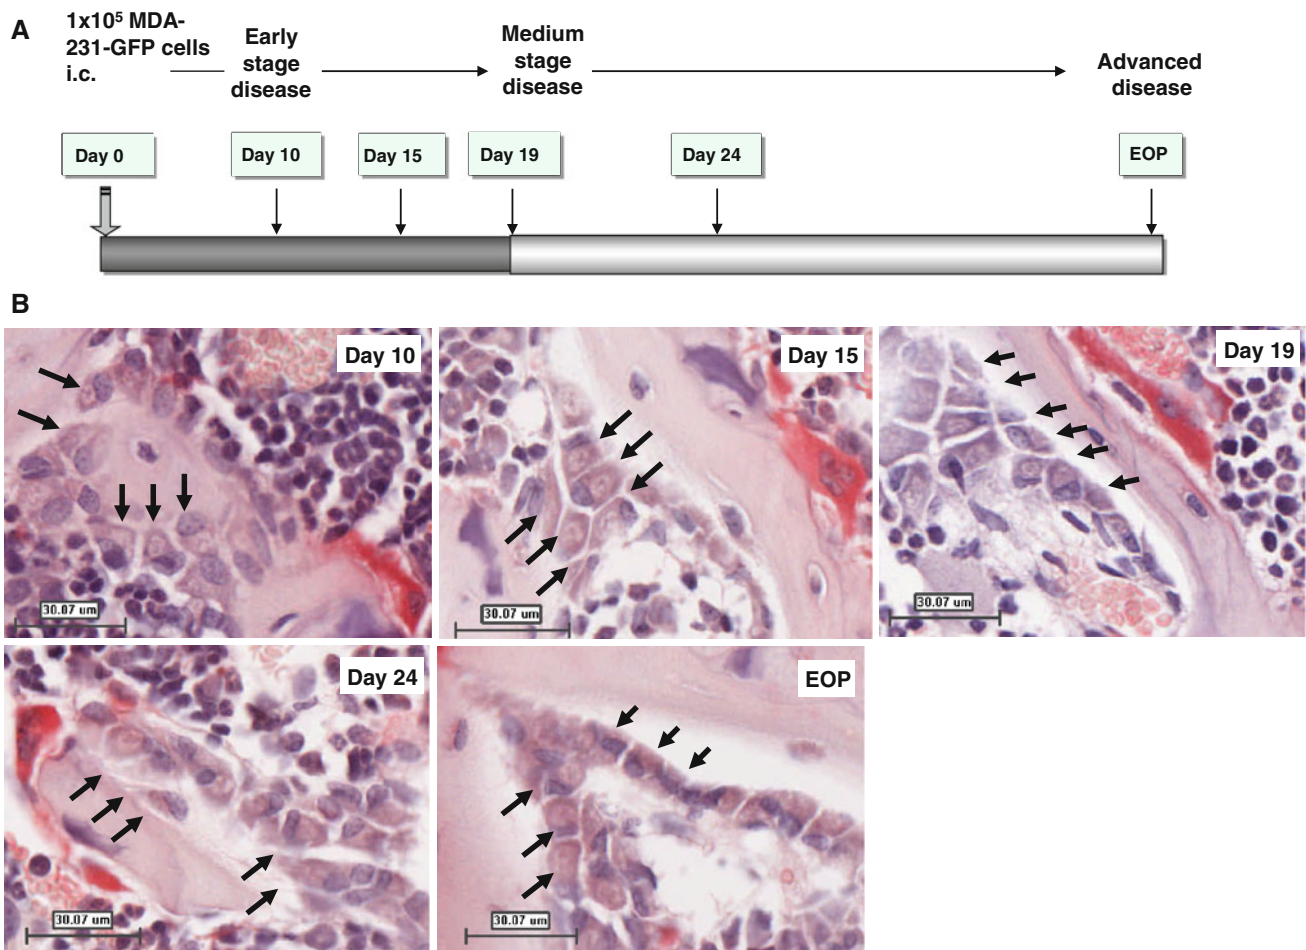 A
1x10⁵ MDA-
231-GFP cells
i.c.
Early
stage
disease
Medium
stage
disease
Advanced
disease
Day 0
Day 10
Day 15
Day 19
Day 24
EOP
B
Day 10
30.07 um
Day 15
30.07 um
Day 19
30.07 um
Day 24
30.07 um
EOP
30.07 um